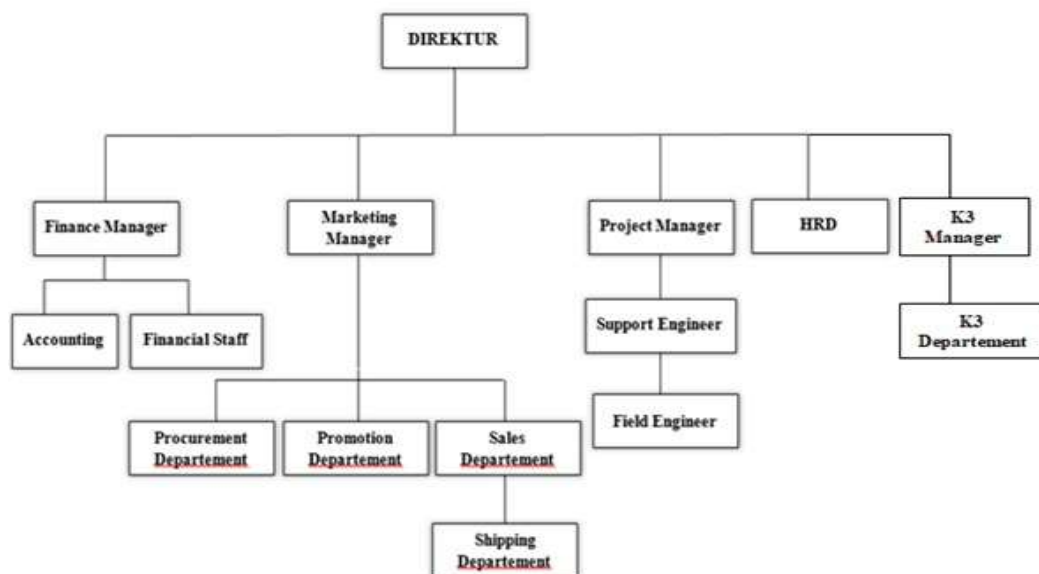 DIREKTUR
Finance Manager
Marketing
Manager
Project Manager
HRD
K3
Manager
Accounting
Financial Staff
Support Engineer
K3
Departement
Procurement
Departement
Promotion
Departement
Sales
Departement
Field Engineer
Shipping
Departement